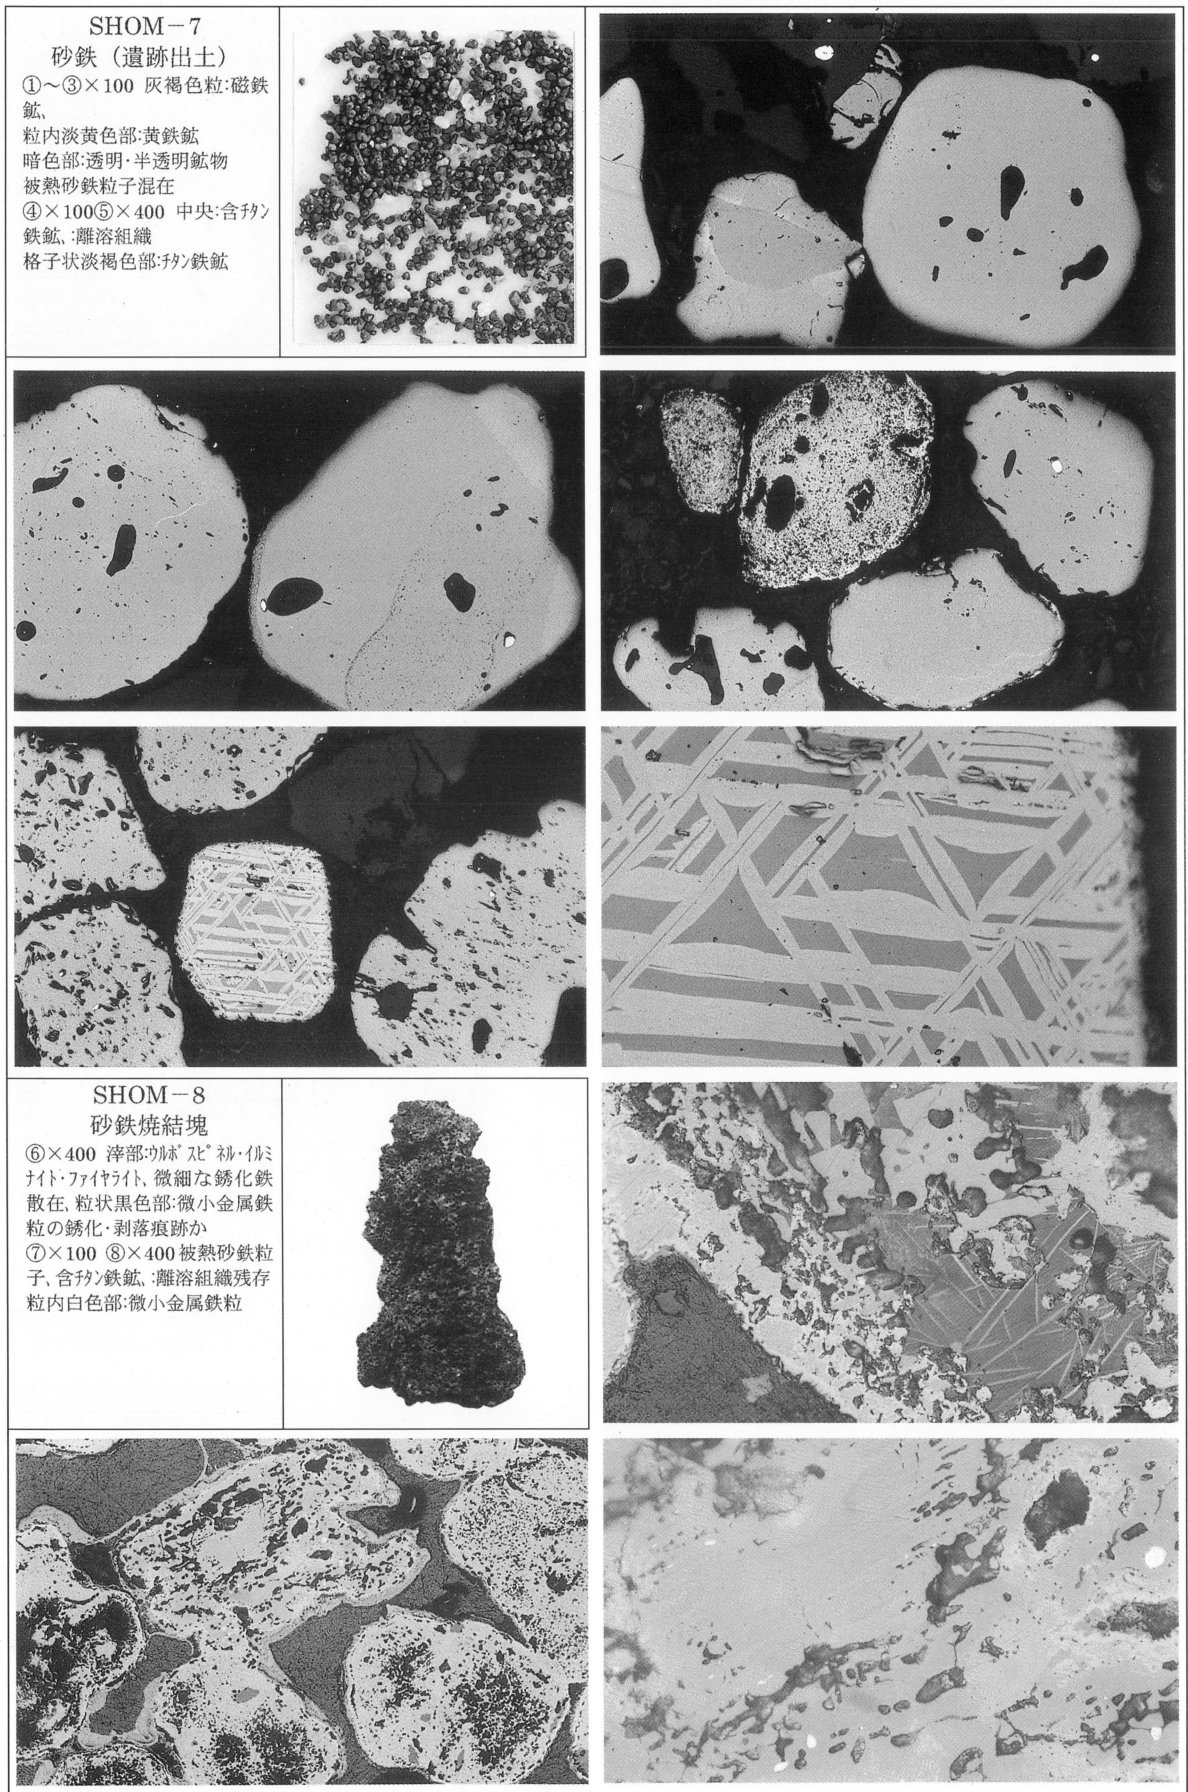 SHOM－7
砂鉄（遺跡出土）
①～③×100 灰褐色粒:磁鉄
鉱、
粒内淡黄色部:黄鉄鉱
暗色部:透明・半透明鉱物
被熱砂鉄粒子混在
④×100⑤×400 中央:含ﾁﾀﾝ
鉄鉱、:離溶組織
格子状淡褐色部:ﾁﾀﾝ鉄鉱
SHOM－8
砂鉄焼結塊
⑥×400 滓部:ｳﾙﾎﾞｽﾋﾟﾈﾙ・ｲﾙﾐ
ﾅｲﾄ・ﾌｧｲﾔﾗｲﾄ、微細な銹化鉄
散在、粒状黒色部:微小金属鉄
粒の銹化・剥落痕跡か
⑦×100 ⑧×400被熱砂鉄粒
子、含ﾁﾀﾝ鉄鉱、:離溶組織残存
粒内白色部:微小金属鉄粒